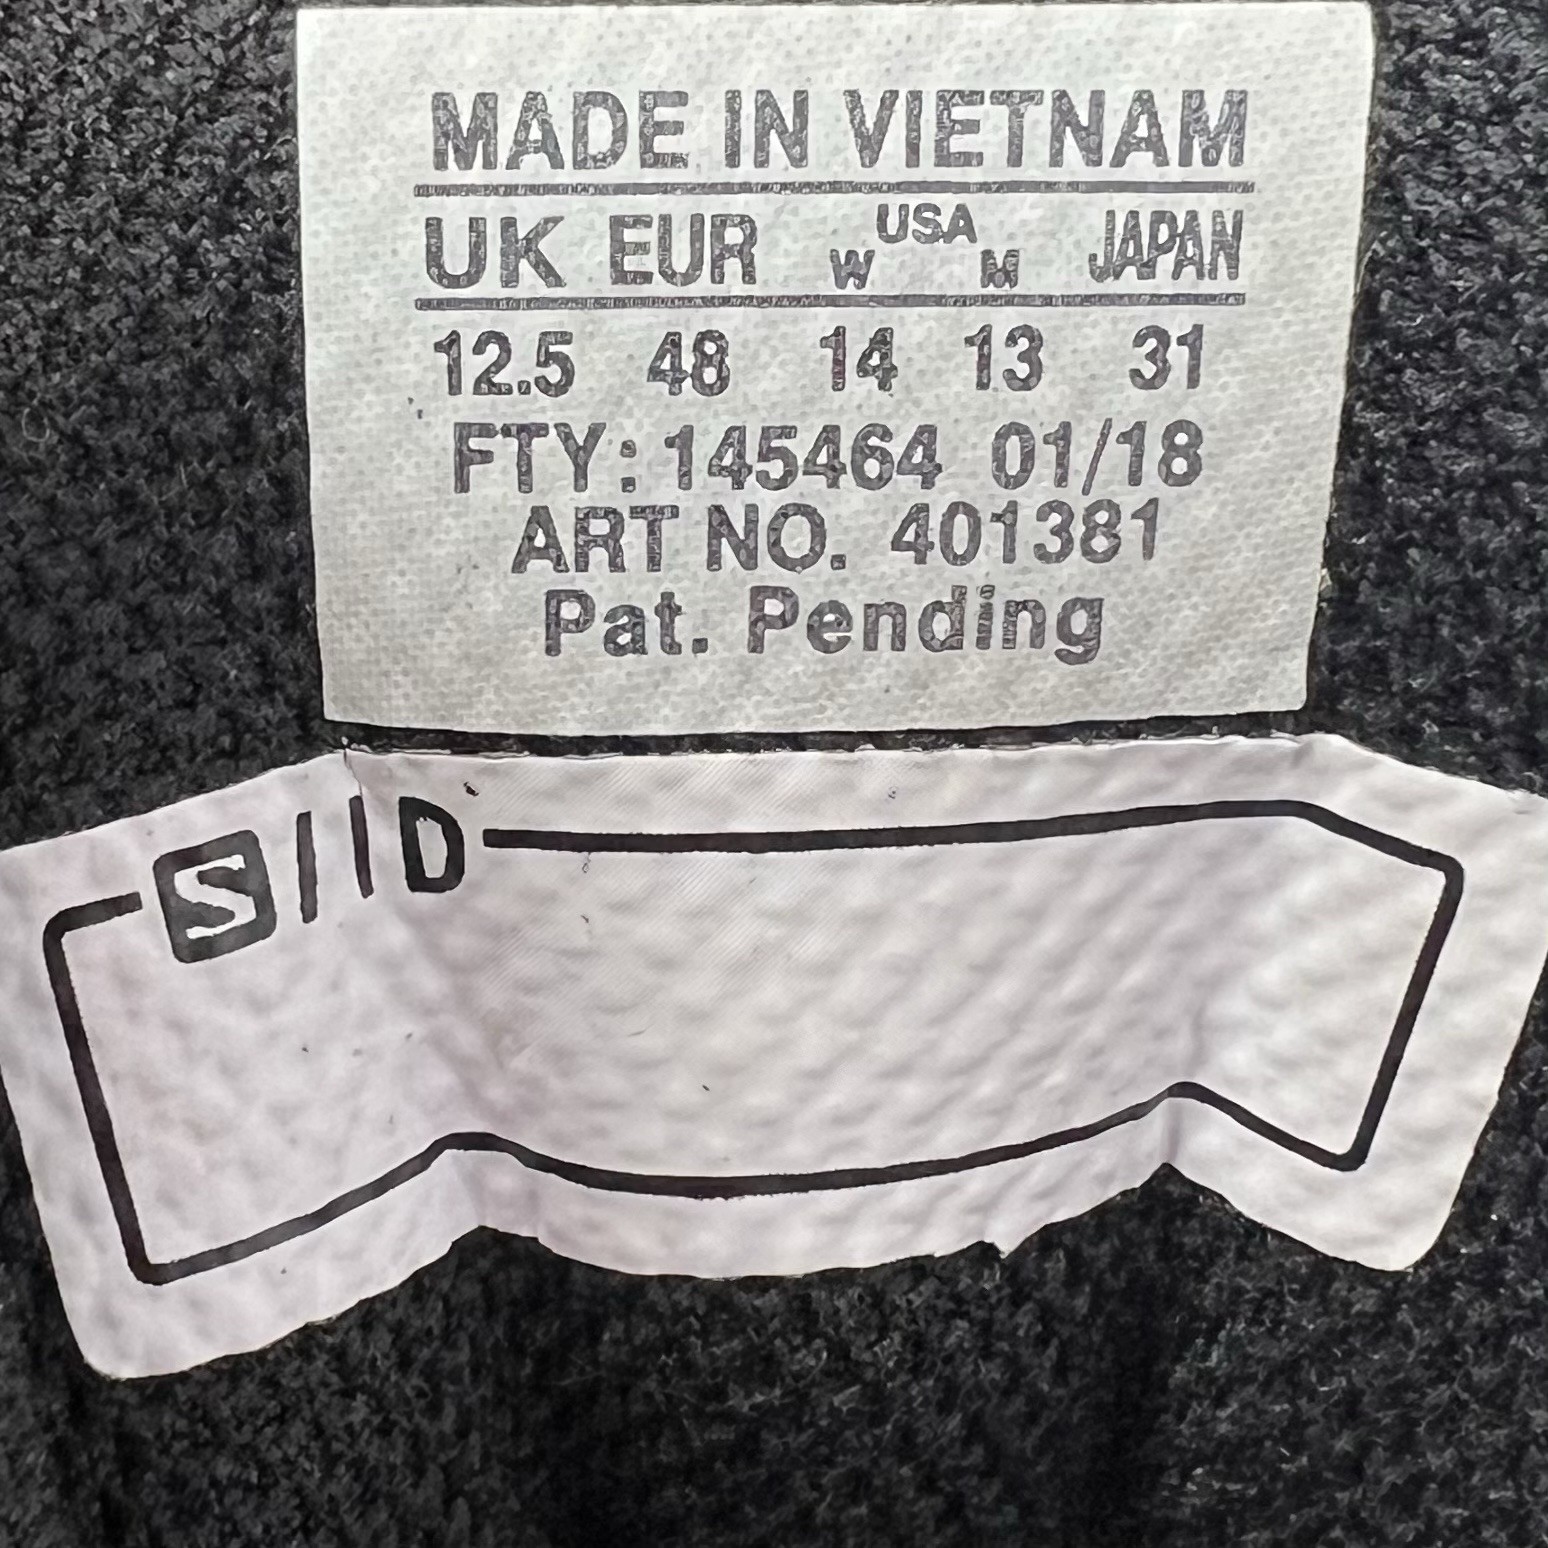 MADE IN VIETNAM
UK EUR W USA M JAPAN
12.5 48 14 13 31
FTY: 145464 01/18
ART NO. 401381
Pat. Pending
S//D